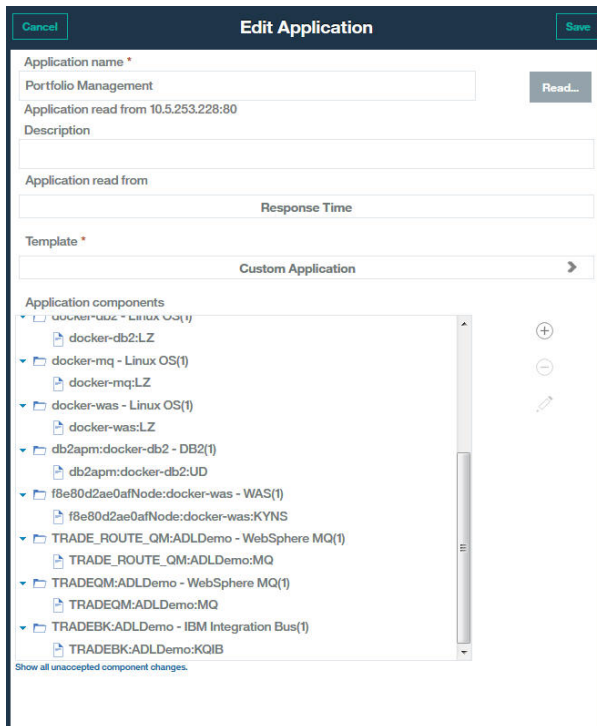 Cancel
Edit Application
Save
Application name *
Portfolio Management
Read...
Application read from 10.5.253.228:80
Description
Application read from
Response Time
Template *
Custom Application
Application components
docker-db2 - Linux OS(1)
docker-db2:LZ
docker-mq - Linux OS(1)
docker-mq:LZ
docker-was - Linux OS(1)
docker-was:LZ
db2apm:docker-db2 - DB2(1)
db2apm:docker-db2:UD
f8e80d2ae0afNode:docker-was - WAS(1)
f8e80d2ae0afNode:docker-was:KYNS
TRADE_ROUTE_QM:ADLDemo - WebSphere MQ(1)
TRADE_ROUTE_QM:ADLDemo:MQ
TRADEQM:ADLDemo - WebSphere MQ(1)
TRADEQM:ADLDemo:MQ
TRADEBK:ADLDemo - IBM Integration Bus(1)
TRADEBK:ADLDemo:KQIB
Show all unaccepted component changes.